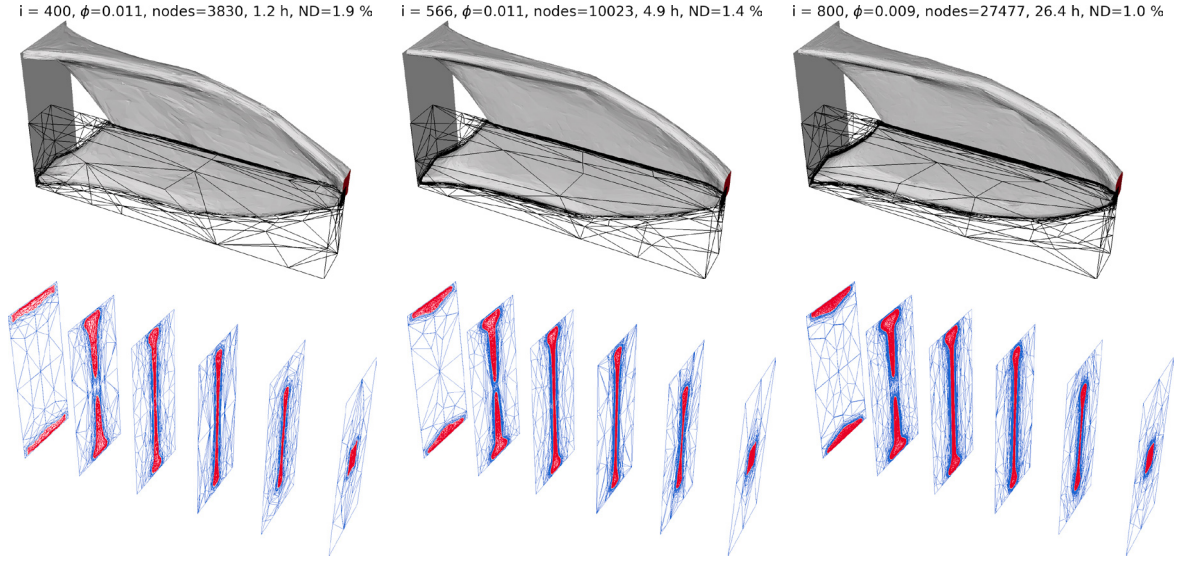 i = 400, ϕ=0.011, nodes=3830, 1.2 h, ND=1.9 %
i = 566, ϕ=0.011, nodes=10023, 4.9 h, ND=1.4 %
i = 800, ϕ=0.009, nodes=27477, 26.4 h, ND=1.0 %